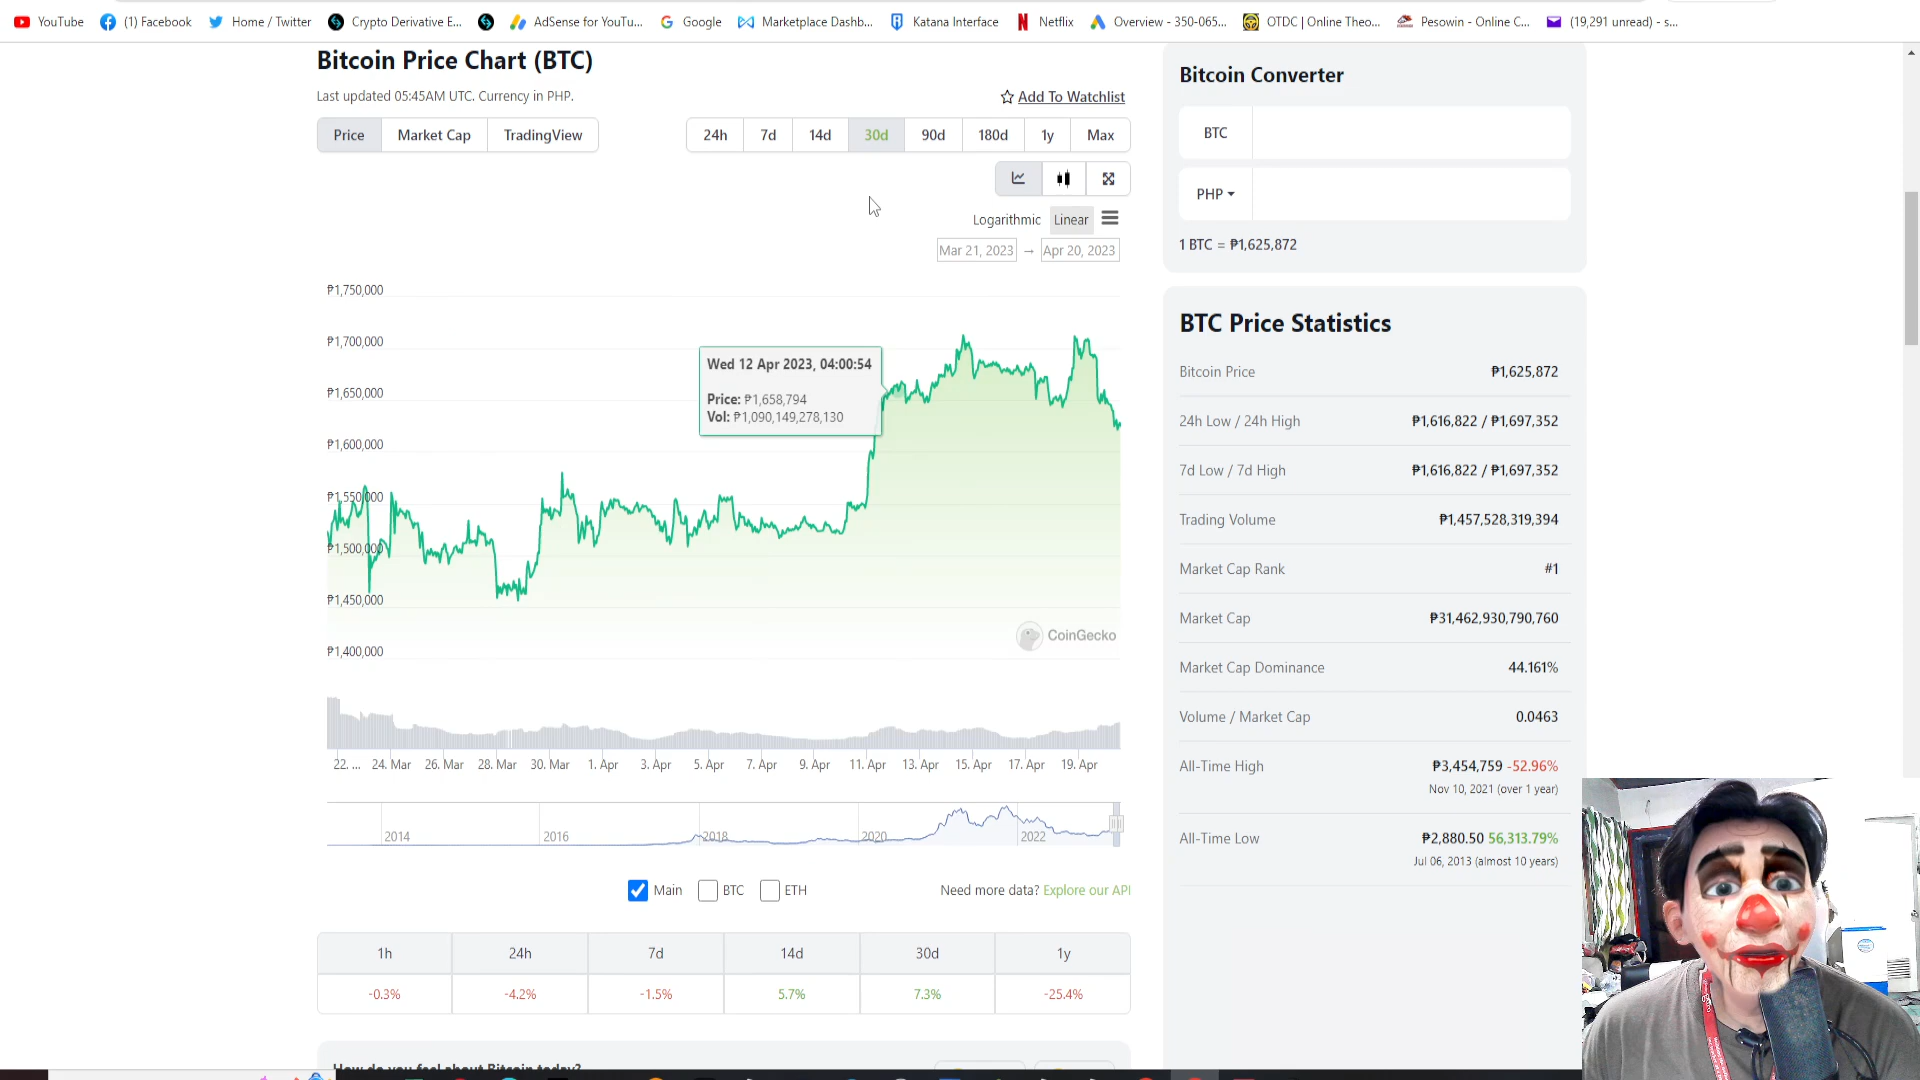 YouTube
(1) Facebook
Home / Twitter
Crypto Derivative E...
AdSense for YouTu...
Google
Marketplace Dashb...
Katana Interface
Netflix
Overview - 350-065...
OTDC | Online Theo...
Pesowin - Online C...
(19,291 unread) - s...
Bitcoin Price Chart (BTC)
Last updated 05:45AM UTC. Currency in PHP.
Add To Watchlist
Price Market Cap TradingView
24h 7d 14d 30d 90d 180d 1y Max
Logarithmic Linear
Mar 21, 2023 → Apr 20, 2023
₱1,750,000
₱1,700,000
₱1,650,000
₱1,600,000
₱1,550,000
₱1,500,000
₱1,450,000
₱1,400,000
Wed 12 Apr 2023, 04:00:54
Price: ₱1,658,794
Vol: ₱1,090,149,278,130
CoinGecko
22. ... 24. Mar 26. Mar 28. Mar 30. Mar 1. Apr 3. Apr 5. Apr 7. Apr 9. Apr 11. Apr 13. Apr 15. Apr 17. Apr 19. Apr
2014 2016 2018 2020 2022
Main BTC ETH
Need more data? Explore our API
1h 24h 7d 14d 30d 1y
-0.3% -4.2% -1.5% 5.7% 7.3% -25.4%
How do you feel about Bitcoin today?
Bitcoin Converter
BTC
PHP
1 BTC = ₱1,625,872
BTC Price Statistics
Bitcoin Price ₱1,625,872
24h Low / 24h High ₱1,616,822 / ₱1,697,352
7d Low / 7d High ₱1,616,822 / ₱1,697,352
Trading Volume ₱1,457,528,319,394
Market Cap Rank #1
Market Cap ₱31,462,930,790,760
Market Cap Dominance 44.161%
Volume / Market Cap 0.0463
All-Time High ₱3,454,759 -52.96%
Nov 10, 2021 (over 1 year)
All-Time Low ₱2,880.50 56,313.79%
Jul 06, 2013 (almost 10 years)